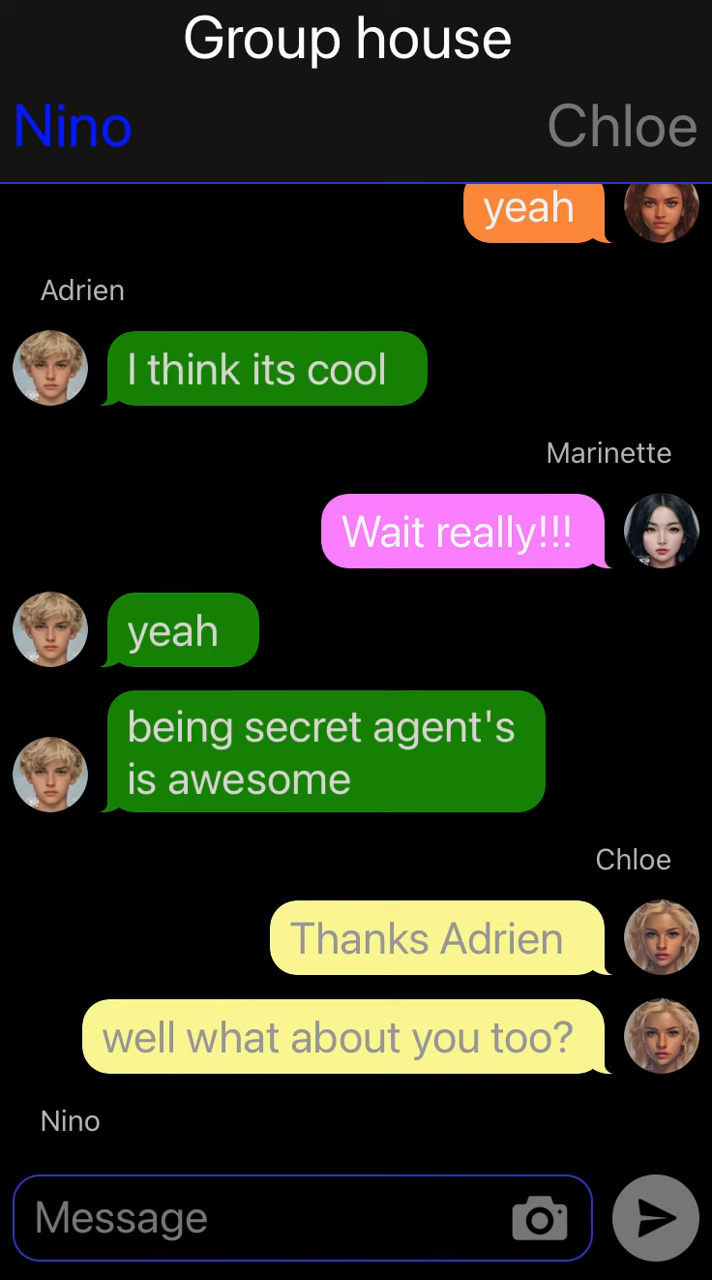 Group house
Nino
Chloe
yeah
Adrien
I think its cool
Marinette
Wait really!!!
yeah
being secret agent's
is awesome
Chloe
Thanks Adrien
well what about you too?
Nino
Message